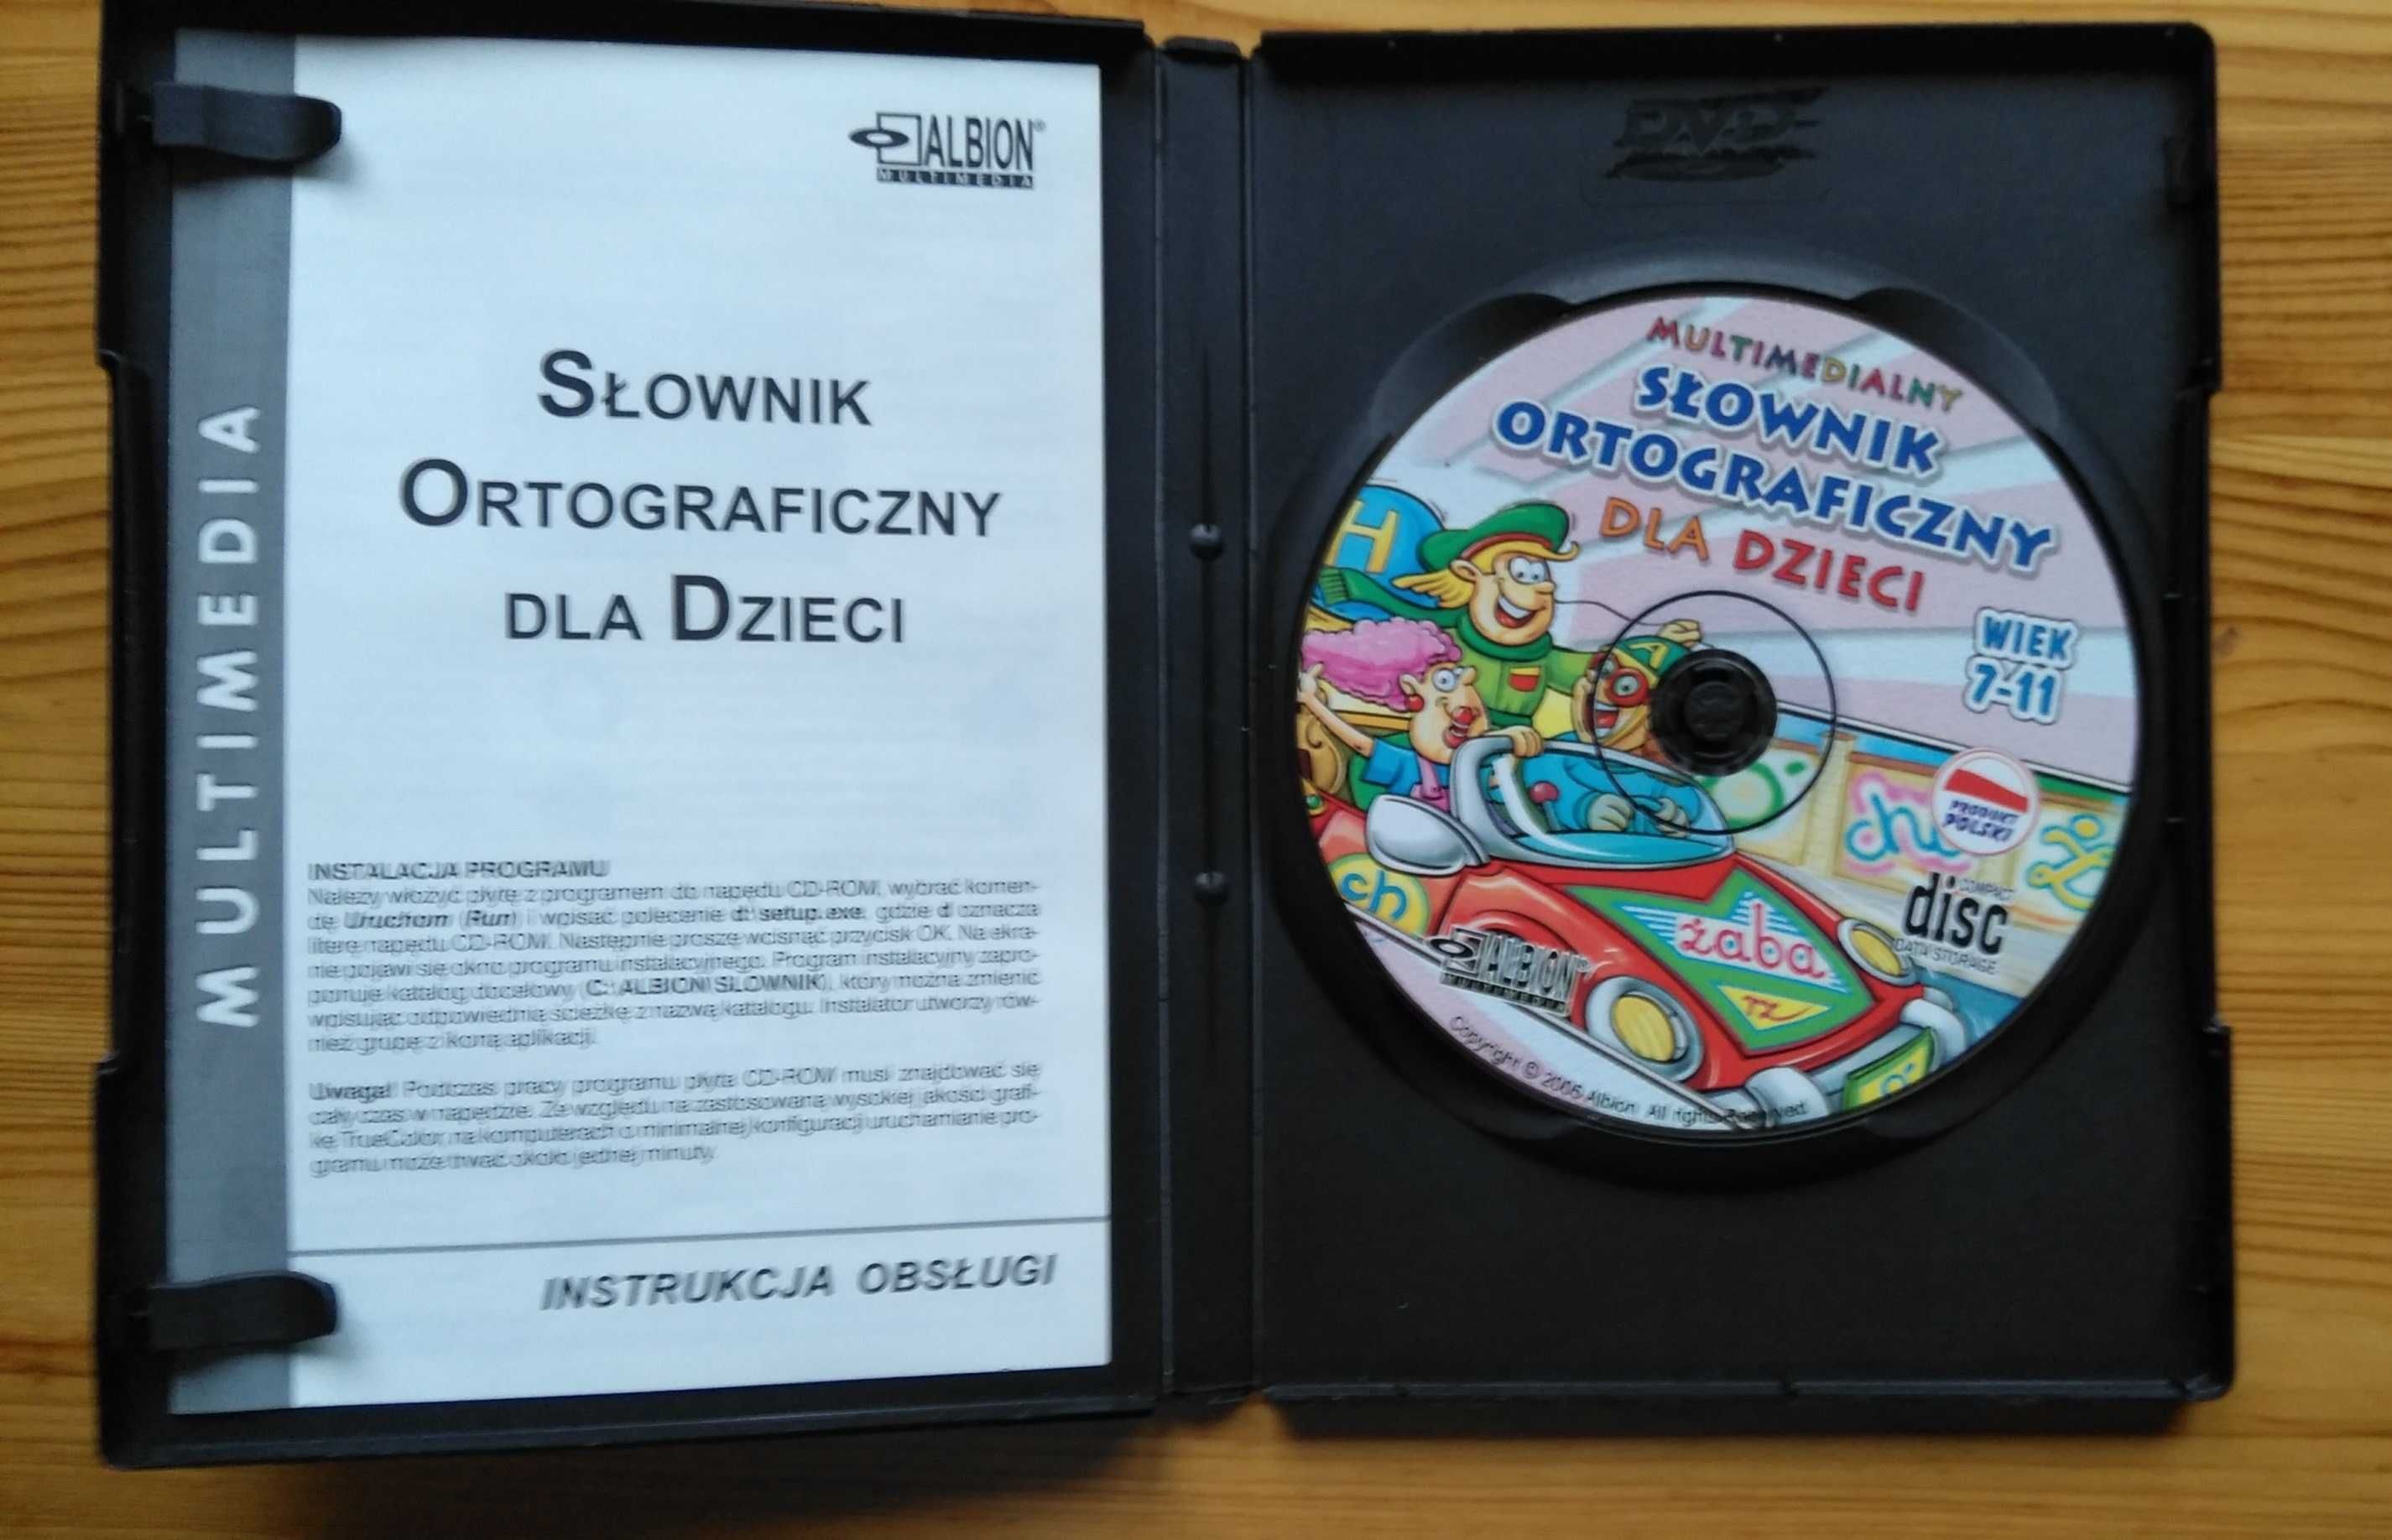 MULTIMEDIA
ALBION®
MULTIMEDIA
SŁOWNIK
ORTOGRAFICZNY
DLA DZIECI
INSTALACJA PROGRAMU
Należy włożyć płytę z programem do napędu CD-ROM, wybrać komen-
dę Uruchom (Run) i wpisać polecenie d:\setup.exe, gdzie d oznacza
literę napędu CD-ROM. Następnie proszę wcisnąć przycisk OK. Na ekra-
nie pojawi się okno programu instalacyjnego. Program instalacyjny zapro-
ponuje katalog docelowy (C:\ALBION\SLOWNIK), który można zmienić
wpisując odpowiednią ścieżkę z nazwą katalogu. Instalator utworzy rów-
nież grupę z ikoną aplikacji.
Uwaga! Podczas pracy programu płyta CD-ROM musi znajdować się
cały czas w napędzie. Ze względu na zastosowaną wysokiej jakości grafi-
kę TrueColor, na komputerach o minimalnej konfiguracji uruchamianie pro-
gramu może trwać około jednej minuty.
INSTRUKCJA OBSŁUGI
DVD
MULTIMEDIALNY
SŁOWNIK
ORTOGRAFICZNY
DLA DZIECI
WIEK
7-11
H
A
PRODUKT
POLSKI
ch
ż
COMPACT
disc
DATA STORAGE
ch
żaba
rz
ALBION®
MULTIMEDIA
Copyright © 2005 Albion. All rights Reserved.